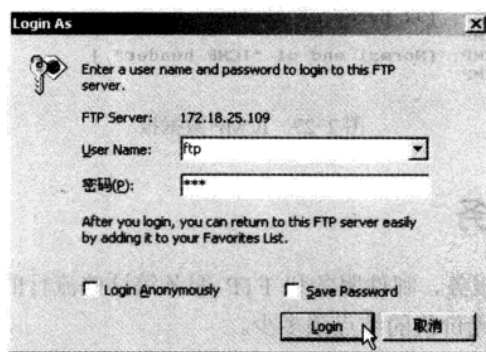 Login As
Enter a user name and password to login to this FTP
server.
FTP Server: 172.18.25.109
User Name: ftp
密码(P): ***
After you login, you can return to this FTP server easily
by adding it to your Favorites List.
Login Anonymously Save Password
Login 取消